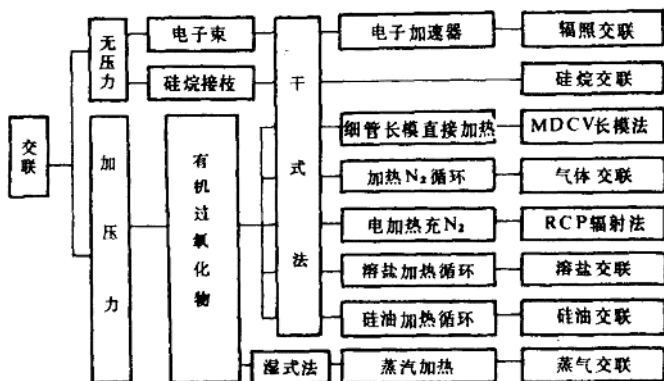 交联
无压力
加压力
电子束
硅烷接枝
有机过氧化物
干式法
湿式法
电子加速器
辐照交联
硅烷交联
细管长模直接加热
MDCV长模法
加热N₂循环
气体交联
电加热充N₂
RCP辐射法
溶盐加热循环
溶盐交联
硅油加热循环
硅油交联
蒸汽加热
蒸气交联